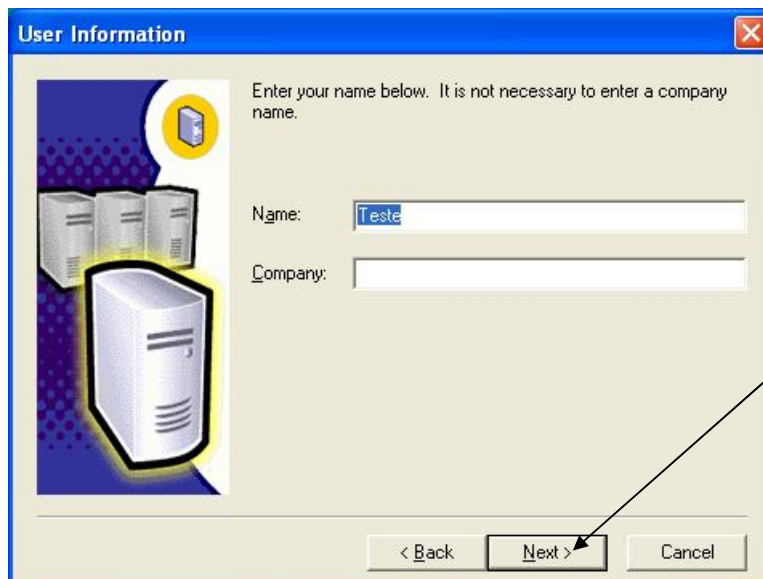 User Information
Enter your name below.  It is not necessary to enter a company
name.
Name:
Teste
Company:
< Back
Next >
Cancel